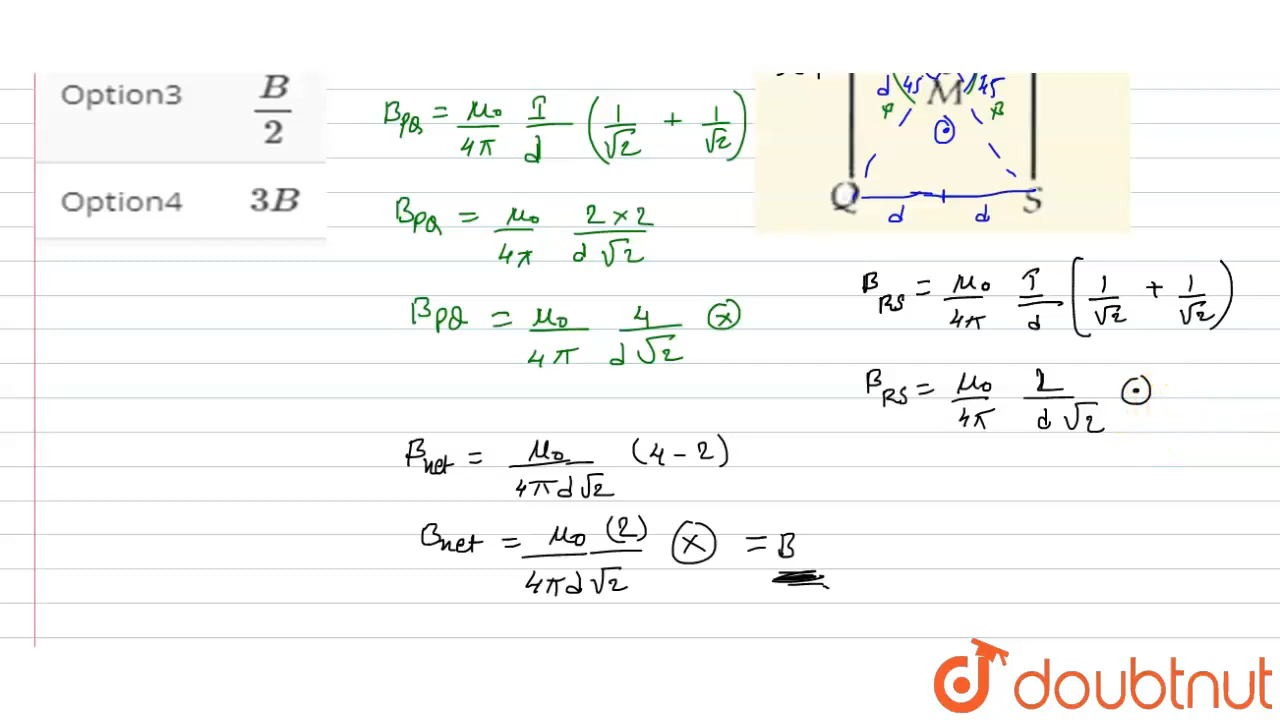 Option3 B/2
Option4 3B
B_PQ = μ₀/4π I/d (1/√2 + 1/√2)
B_PQ = μ₀/4π 2×2/d√2
B_PQ = μ₀/4π 4/d√2 ⊗
B_net = μ₀/4πd√2 (4-2)
B_net = μ₀(2)/4πd√2 ⊗ = B
d 45 M 45
β
⊙
Q S
d d
B_RS = μ₀/4π I/d [1/√2 + 1/√2)
B_RS = μ₀/4π 2/d√2 ⊙
doubtnut